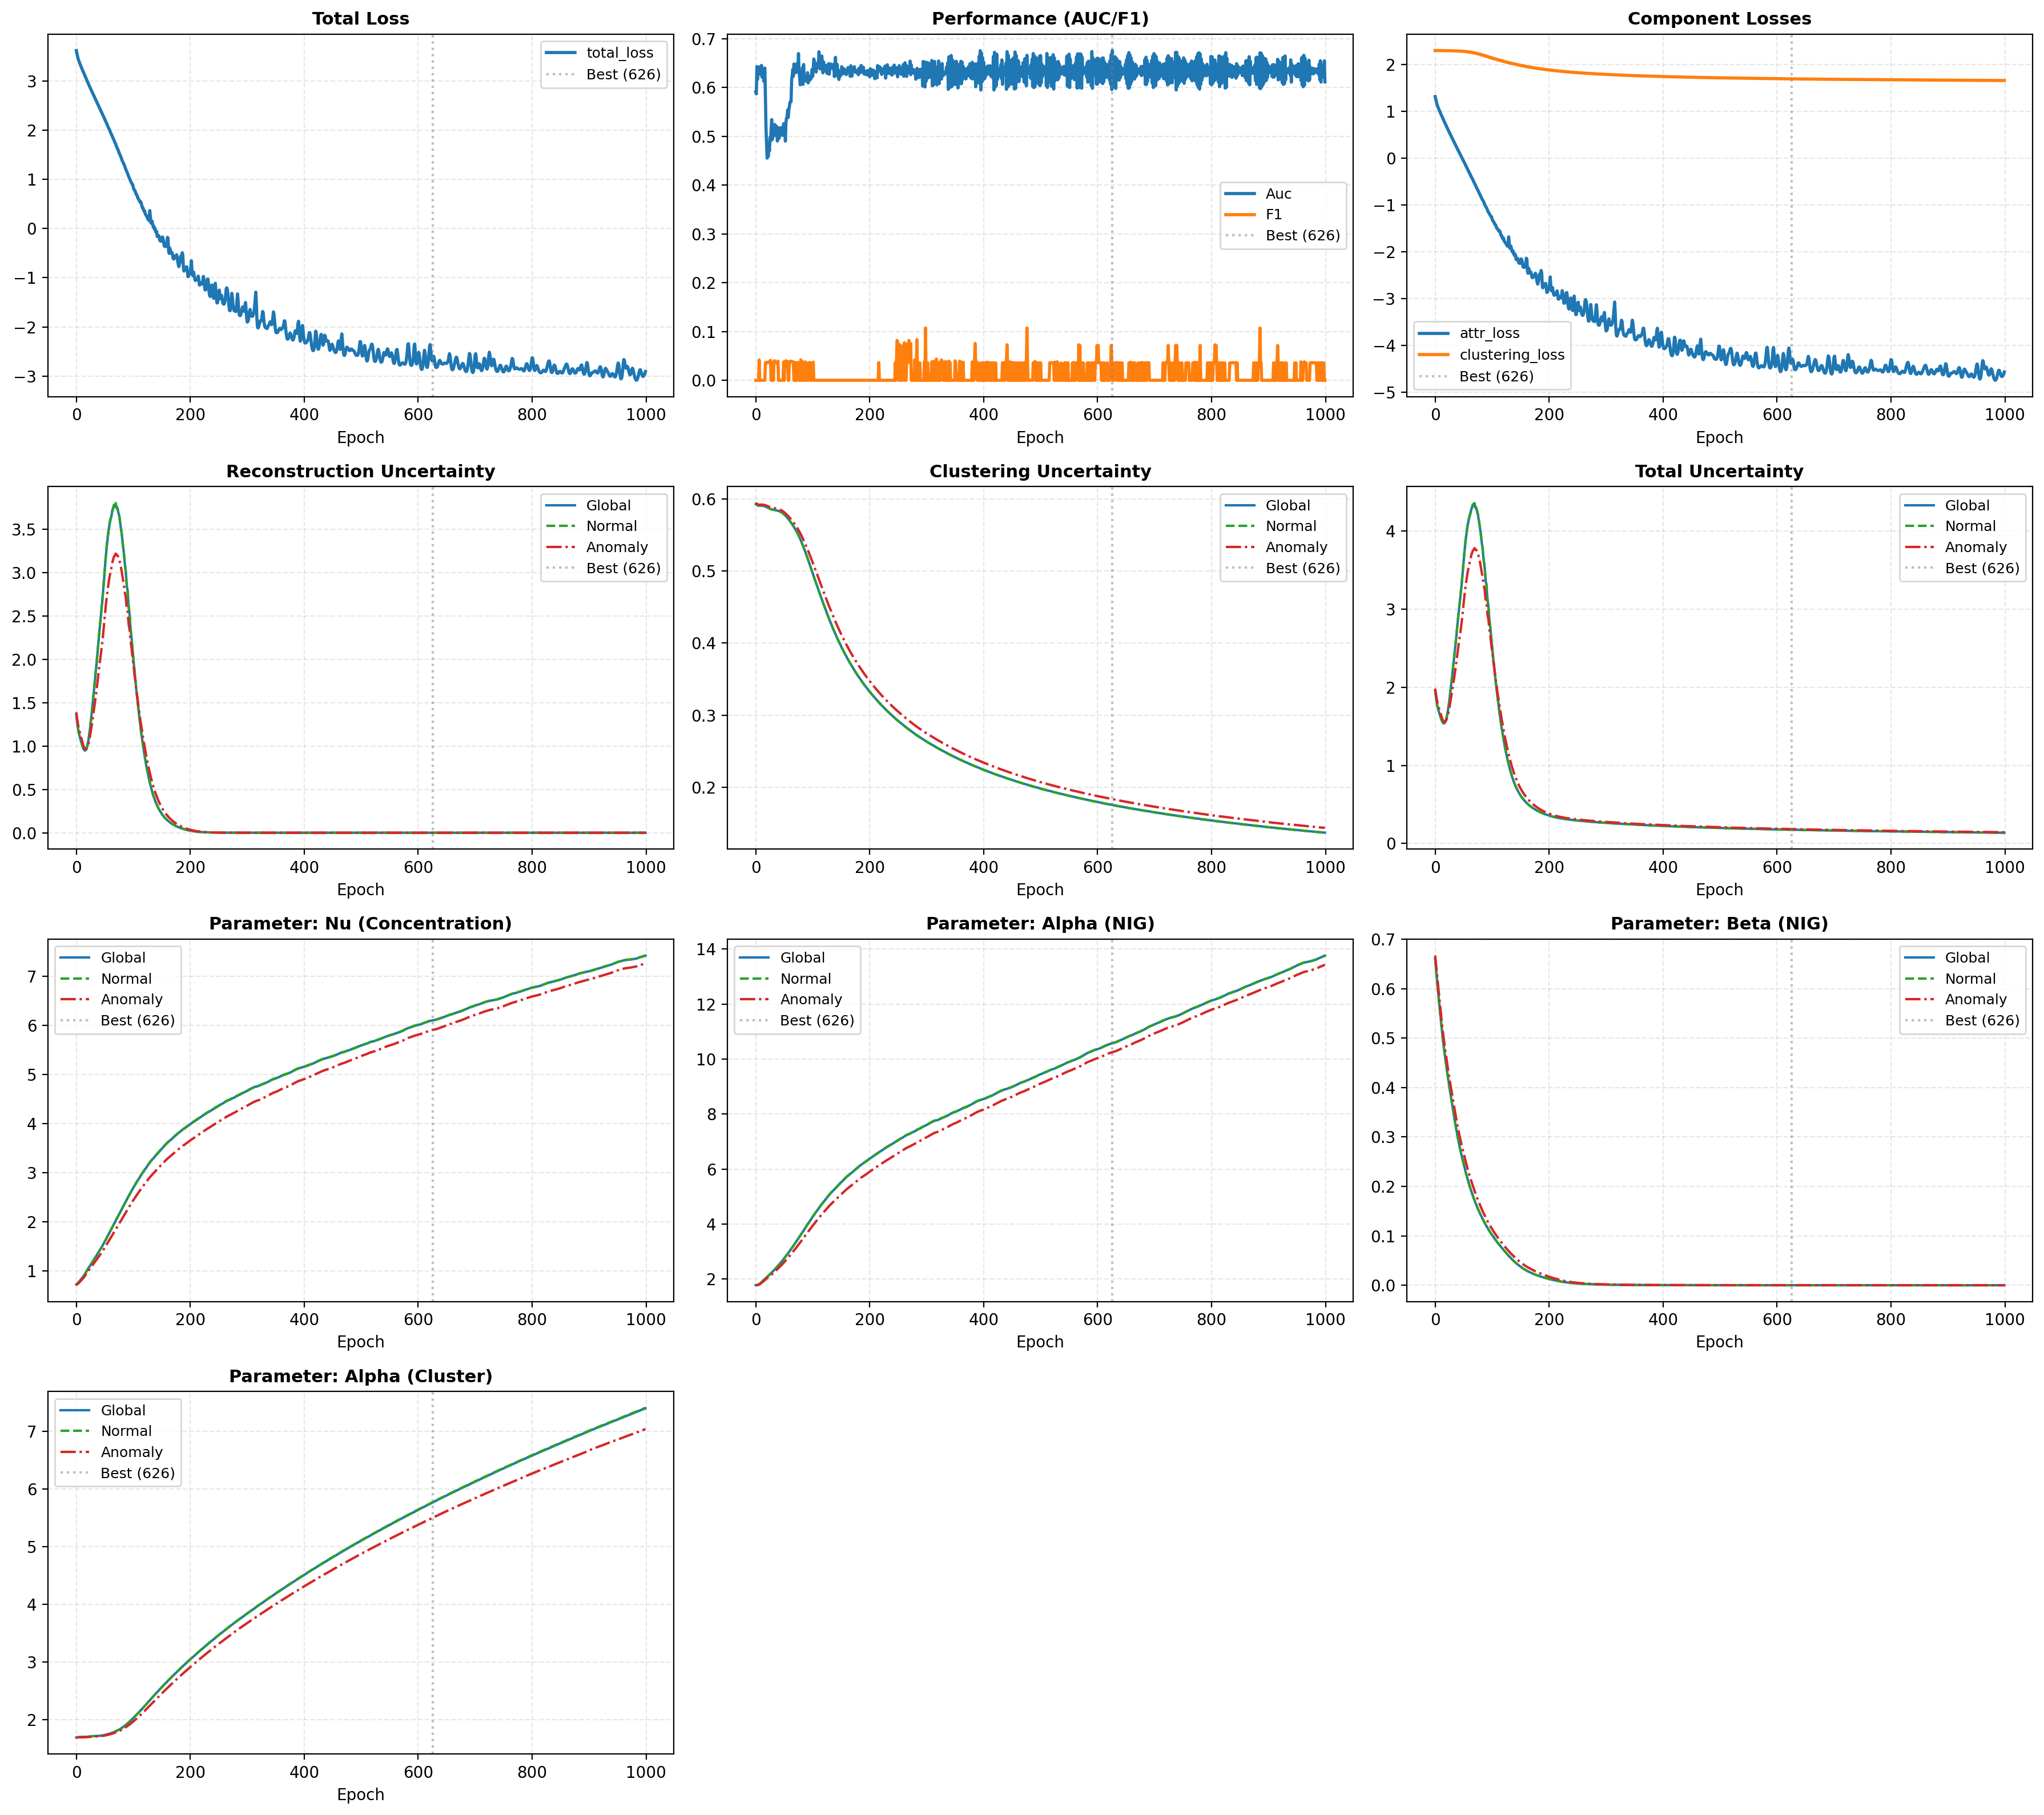 Total Loss
3
2
1
0
−1
−2
−3
0 200 400 600 800 1000
Epoch
total_loss
Best (626)
Performance (AUC/F1)
0.7
0.6
0.5
0.4
0.3
0.2
0.1
0.0
0 200 400 600 800 1000
Epoch
Auc
F1
Best (626)
Component Losses
2
1
0
−1
−2
−3
−4
−5
0 200 400 600 800 1000
Epoch
attr_loss
clustering_loss
Best (626)
Reconstruction Uncertainty
3.5
3.0
2.5
2.0
1.5
1.0
0.5
0.0
0 200 400 600 800 1000
Epoch
Global
Normal
Anomaly
Best (626)
Clustering Uncertainty
0.6
0.5
0.4
0.3
0.2
0 200 400 600 800 1000
Epoch
Global
Normal
Anomaly
Best (626)
Total Uncertainty
4
3
2
1
0
0 200 400 600 800 1000
Epoch
Global
Normal
Anomaly
Best (626)
Parameter: Nu (Concentration)
7
6
5
4
3
2
1
0 200 400 600 800 1000
Epoch
Global
Normal
Anomaly
Best (626)
Parameter: Alpha (NIG)
14
12
10
8
6
4
2
0 200 400 600 800 1000
Epoch
Global
Normal
Anomaly
Best (626)
Parameter: Beta (NIG)
0.7
0.6
0.5
0.4
0.3
0.2
0.1
0.0
0 200 400 600 800 1000
Epoch
Global
Normal
Anomaly
Best (626)
Parameter: Alpha (Cluster)
7
6
5
4
3
2
0 200 400 600 800 1000
Epoch
Global
Normal
Anomaly
Best (626)